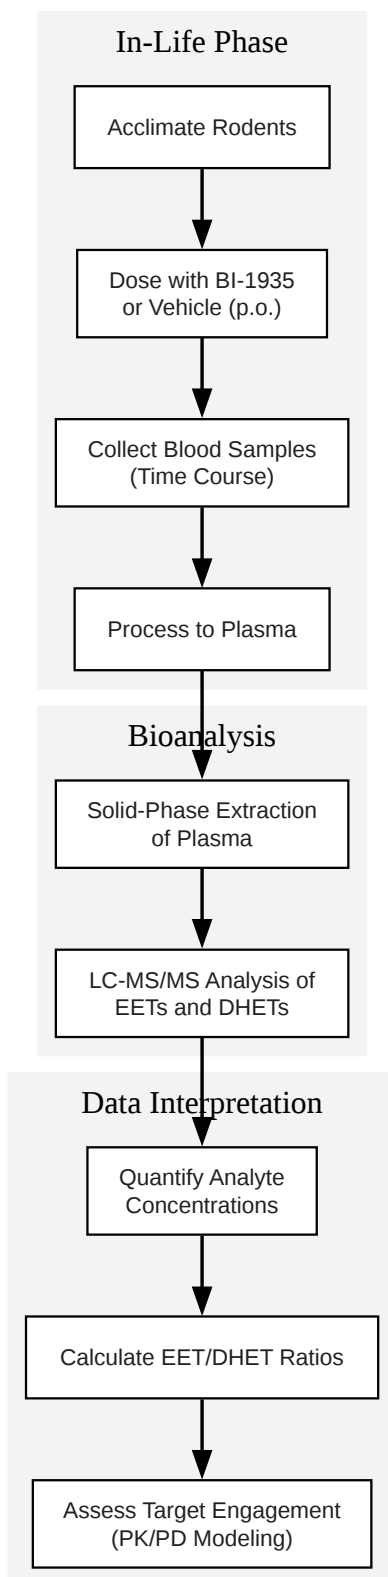 In-Life Phase
Acclimate Rodents
Dose with BI-1935
or Vehicle (p.o.)
Collect Blood Samples
(Time Course)
Process to Plasma
Bioanalysis
Solid-Phase Extraction
of Plasma
LC-MS/MS Analysis of
EETs and DHETs
Data Interpretation
Quantify Analyte
Concentrations
Calculate EET/DHET Ratios
Assess Target Engagement
(PK/PD Modeling)